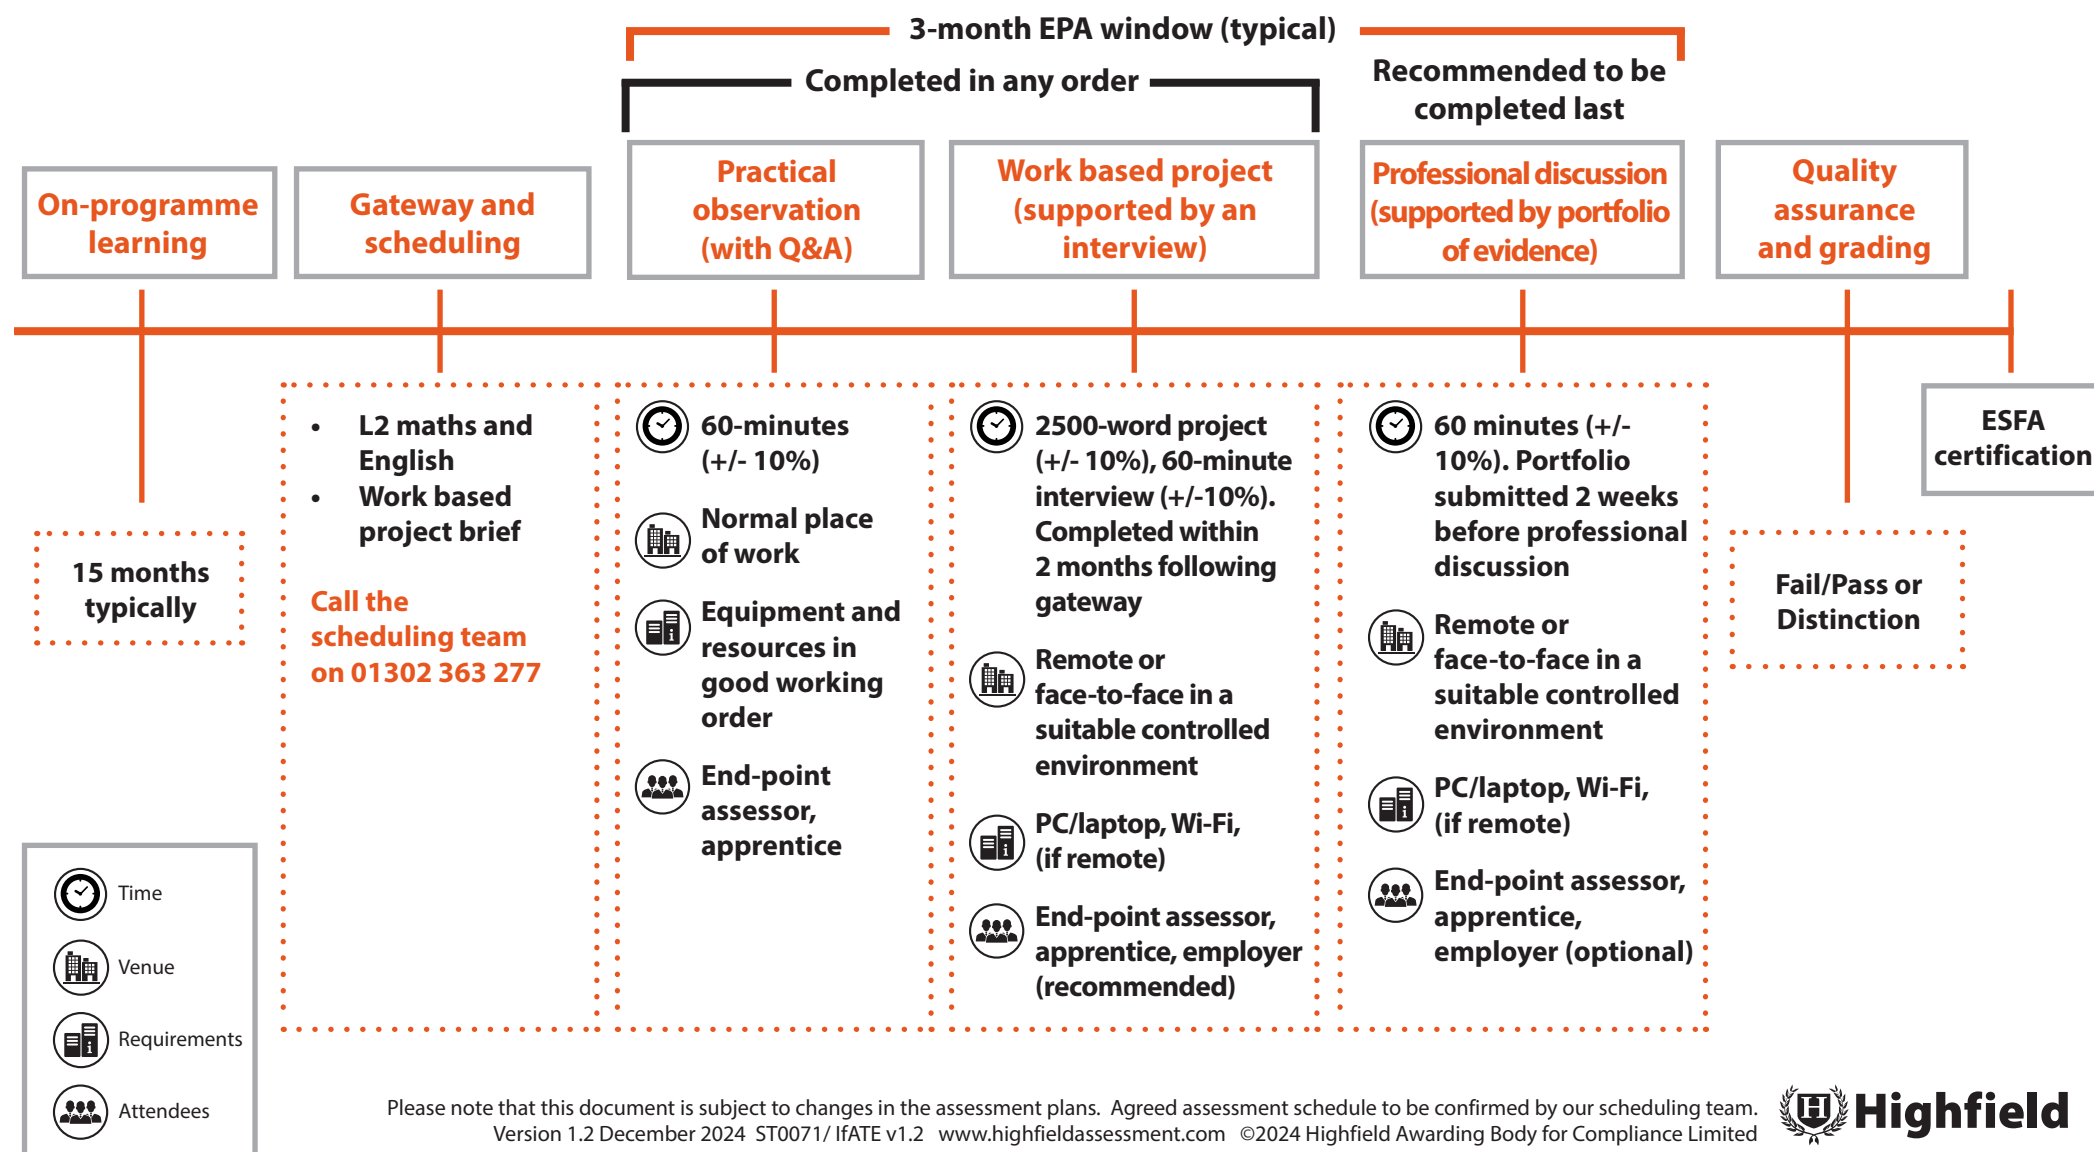 3-month EPA window (typical)
Completed in any order
Recommended to be
completed last
On-programme
learning
Gateway and
scheduling
Practical
observation
(with Q&A)
Work based project
(supported by an
interview)
Professional discussion
(supported by portfolio
of evidence)
Quality
assurance
and grading
15 months
typically
• L2 maths and
English
• Work based
project brief
Call the
scheduling team
on 01302 363 277
60-minutes
(+/- 10%)
Normal place
of work
Equipment and
resources in
good working
order
End-point
assessor,
apprentice
2500-word project
(+/- 10%), 60-minute
interview (+/-10%).
Completed within
2 months following
gateway
Remote or
face-to-face in a
suitable controlled
environment
PC/laptop, Wi-Fi,
(if remote)
End-point assessor,
apprentice, employer
(recommended)
60 minutes (+/-
10%). Portfolio
submitted 2 weeks
before professional
discussion
Remote or
face-to-face in a
suitable controlled
environment
PC/laptop, Wi-Fi,
(if remote)
End-point assessor,
apprentice,
employer (optional)
Fail/Pass or
Distinction
ESFA
certification
Time
Venue
Requirements
Attendees
Please note that this document is subject to changes in the assessment plans. Agreed assessment schedule to be confirmed by our scheduling team.
Version 1.2 December 2024 ST0071/ IfATE v1.2 www.highfieldassessment.com ©2024 Highfield Awarding Body for Compliance Limited
Highfield